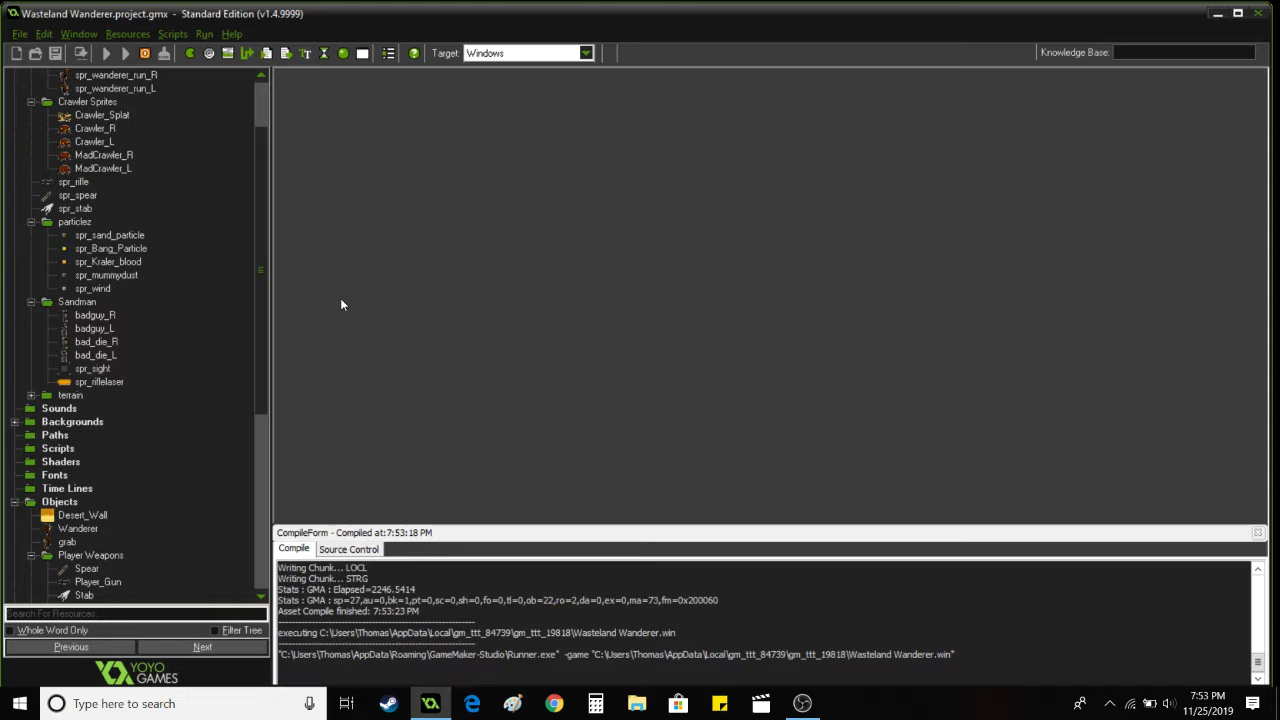 Wasteland Wanderer.project.gmx - Standard Edition (v1.4.9999)
File Edit Window Resources Scripts Run Help
Target: Windows
Knowledge Base:
spr_wanderer_run_R
spr_wanderer_run_L
Crawler Sprites
Crawler_Splat
Crawler_R
Crawler_L
MadCrawler_R
MadCrawler_L
spr_rifle
spr_spear
spr_stab
particlez
spr_sand_particle
spr_Bang_Particle
spr_Kraler_blood
spr_mummydust
spr_wind
Sandman
badguy_R
badguy_L
bad_die_R
bad_die_L
spr_sight
spr_riflelaser
terrain
Sounds
Backgrounds
Paths
Scripts
Shaders
Fonts
Time Lines
Objects
Desert_Wall
Wanderer
grab
Player Weapons
Spear
Player_Gun
Stab
Search For Resources...
Whole Word Only Filter Tree
Previous Next
YOYO
GAMES
CompileForm - Compiled at:7:53:18 PM
Compile Source Control
Writing Chunk... LOCL
Writing Chunk... STRG
Stats : GMA : Elapsed=2246.5414
Stats : GMA : sp=27,au=0,bk=1,pt=0,sc=0,sh=0,fo=0,tl=0,ob=22,ro=2,da=0,ex=0,ma=73,fm=0x200060
Asset Compile finished: 7:53:23 PM
executing C:\Users\Thomas\AppData\Local\gm_ttt_84739\gm_ttt_19818\Wasteland Wanderer.win
"C:\Users\Thomas\AppData\Roaming\GameMaker-Studio\Runner.exe" -game "C:\Users\Thomas\AppData\Local\gm_ttt_84739\gm_ttt_19818\Wasteland Wanderer.win"
Type here to search
7:53 PM
11/25/2019